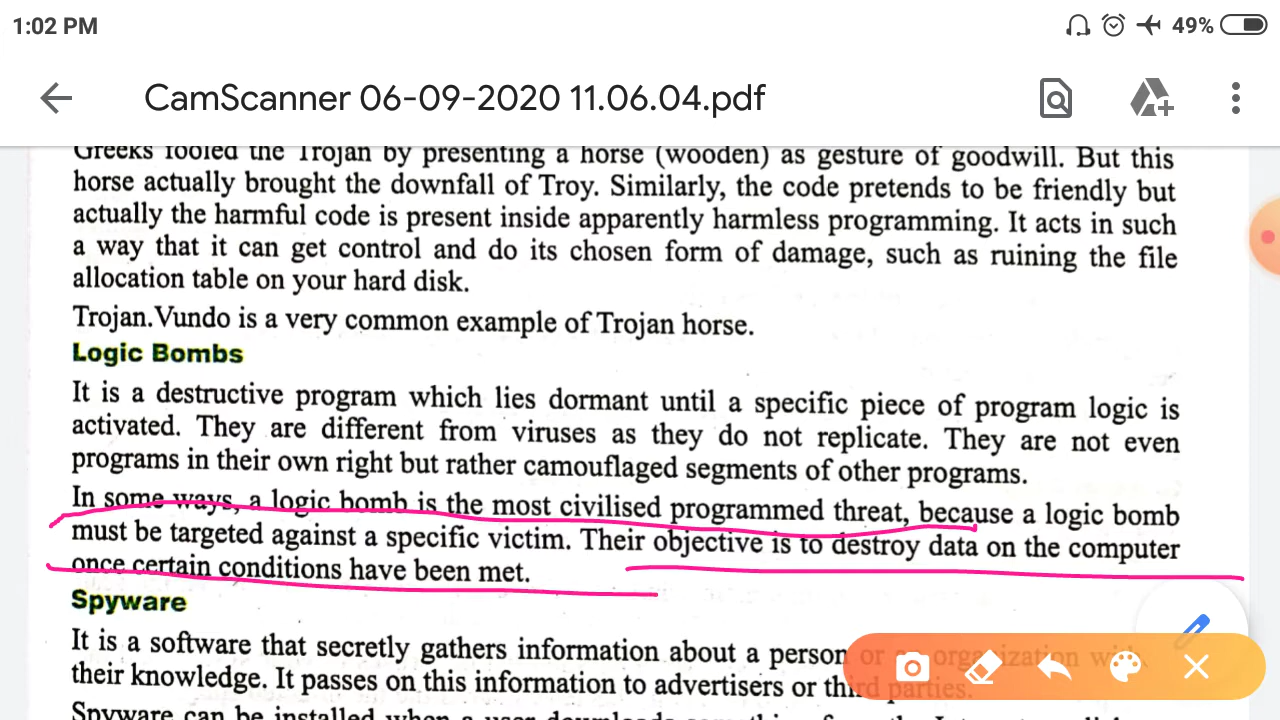 1:02 PM
49%
CamScanner 06-09-2020 11.06.04.pdf
Greeks fooled the Trojan by presenting a horse (wooden) as gesture of goodwill. But this
horse actually brought the downfall of Troy. Similarly, the code pretends to be friendly but
actually the harmful code is present inside apparently harmless programming. It acts in such
a way that it can get control and do its chosen form of damage, such as ruining the file
allocation table on your hard disk.
Trojan.Vundo is a very common example of Trojan horse.
Logic Bombs
It is a destructive program which lies dormant until a specific piece of program logic is
activated. They are different from viruses as they do not replicate. They are not even
programs in their own right but rather camouflaged segments of other programs.
In some ways, a logic bomb is the most civilised programmed threat, because a logic bomb
must be targeted against a specific victim. Their objective is to destroy data on the computer
once certain conditions have been met.
Spyware
It is a software that secretly gathers information about a person or organization
their knowledge. It passes on this information to advertisers or third parties.
Spyware can be installed when a user